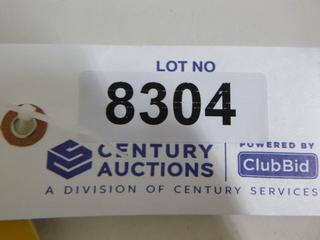 LOT NO
8304
CENTURY AUCTIONS
POWERED BY
ClubBid
A DIVISION OF CENTURY SERVICES